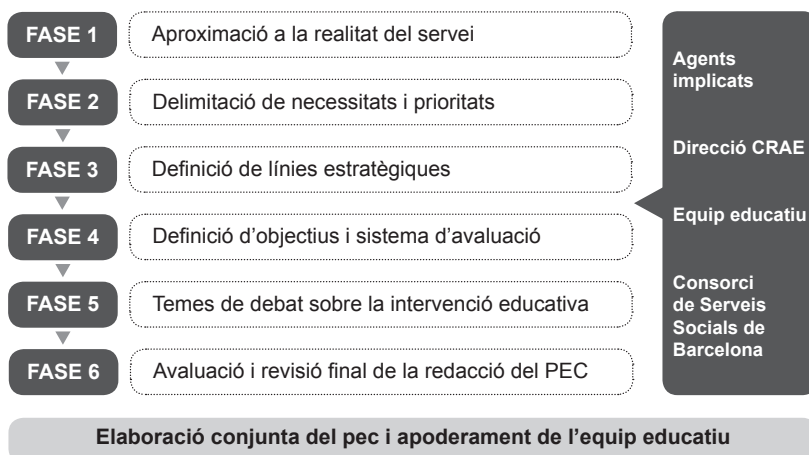 FASE 1 Aproximació a la realitat del servei
FASE 2 Delimitació de necessitats i prioritats
FASE 3 Definició de línies estratègiques
FASE 4 Definició d’objectius i sistema d’avaluació
FASE 5 Temes de debat sobre la intervenció educativa
FASE 6 Avaluació i revisió final de la redacció del PEC
Agents
implicats
Direcció CRAE
Equip educatiu
Consorci
de Serveis
Socials de
Barcelona
Elaboració conjunta del pec i apoderament de l’equip educatiu